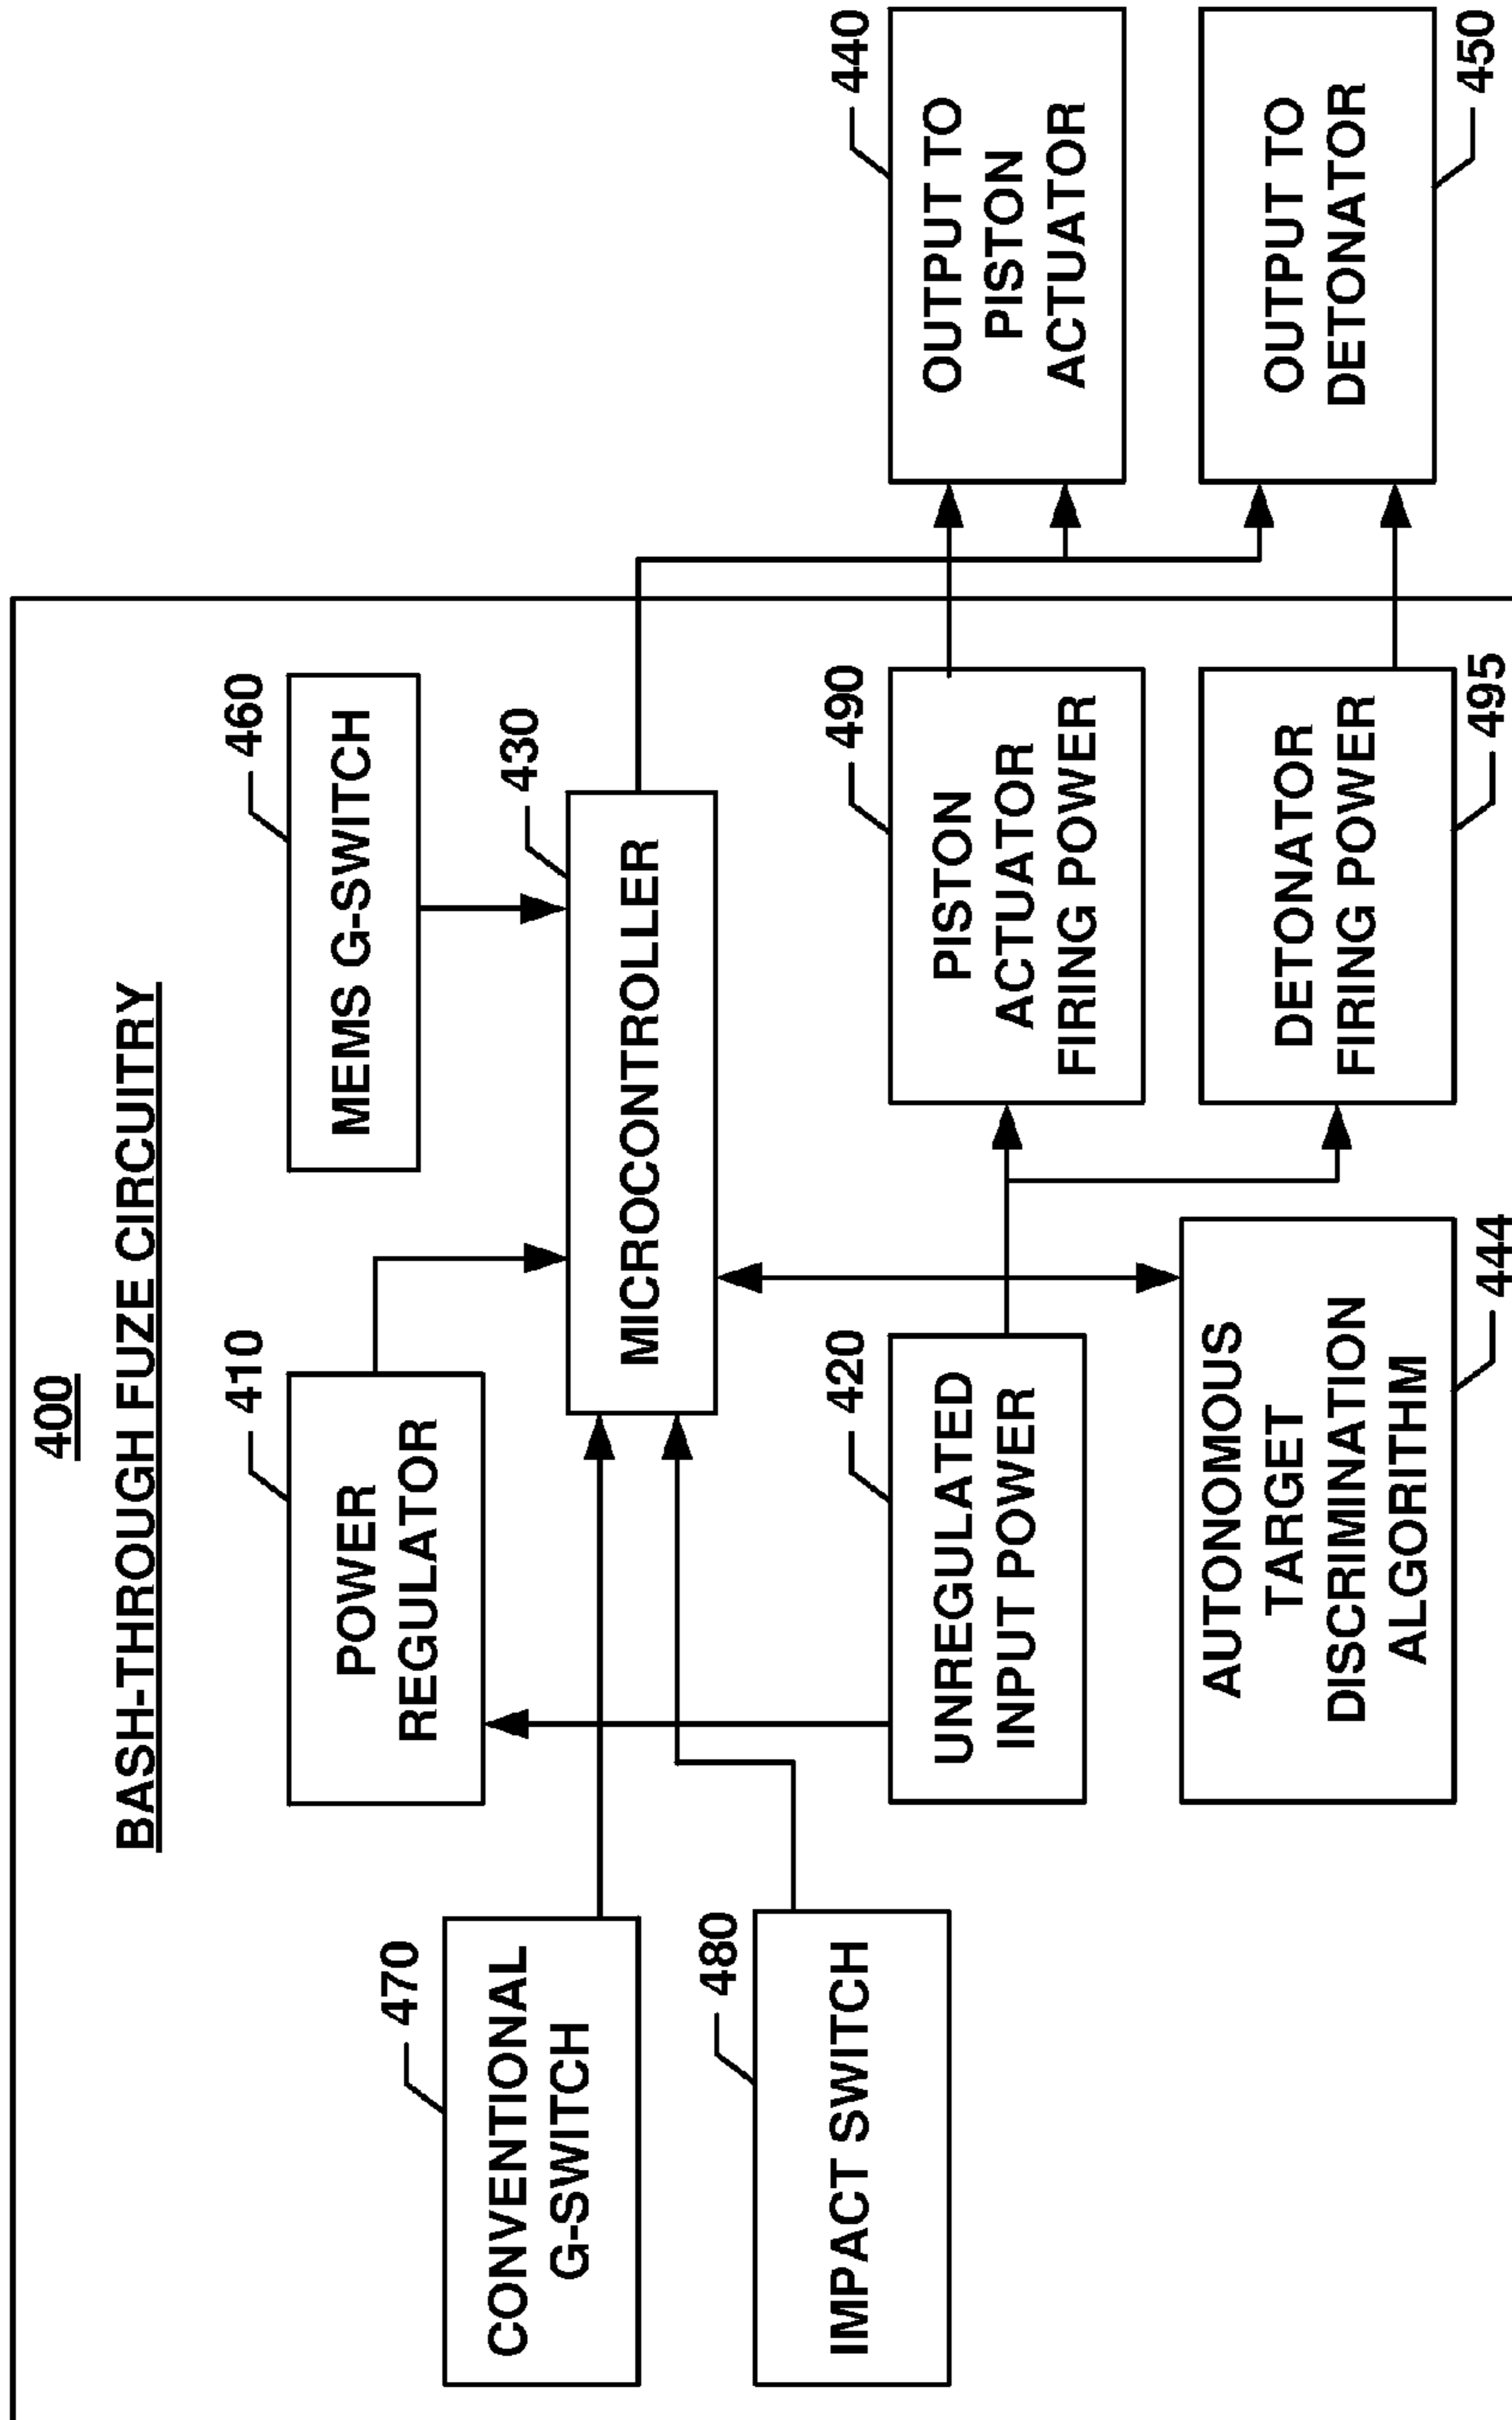 400
BASH-THROUGH FUZE CIRCUITRY
410
POWER
REGULATOR
460
MEMS G-SWITCH
470
CONVENTIONAL
G-SWITCH
430
MICROCONTROLLER
480
IMPACT SWITCH
420
UNREGULATED
INPUT POWER
490
PISTON
ACTUATOR
FIRING POWER
440
OUTPUT TO
PISTON
ACTUATOR
AUTONOMOUS
TARGET
DISCRIMINATION
ALGORITHM
444
DETONATOR
FIRING POWER
495
OUTPUT TO
DETONATOR
450